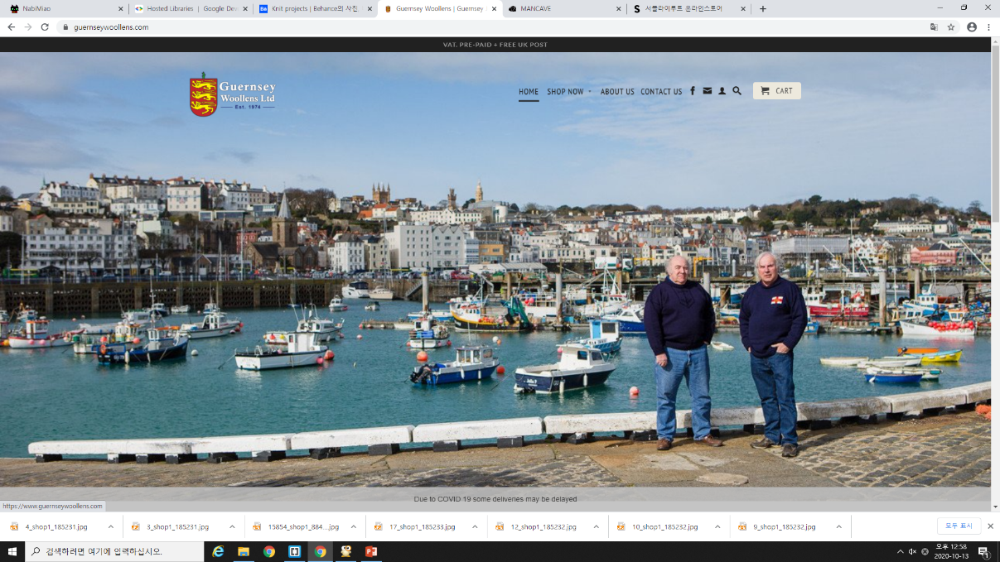 NabiMiao
Hosted Libraries | Google Dev
Be Knit projects | Behance의 사진,
Guernsey Woollens | Guernsey
MANCAVE
S 서플라이루트 온라인스토어
guernseywoollens.com
VAT. PRE-PAID + FREE UK POST
Guernsey
Woollens Ltd
Est. 1974
HOME SHOP NOW ABOUT US CONTACT US CART
Due to COVID 19 some deliveries may be delayed
https://www.guernseywoollens.com
4_shop1_185231.jpg
3_shop1_185231.jpg
15854_shop1_884....jpg
17_shop1_185233.jpg
12_shop1_185232.jpg
10_shop1_185232.jpg
9_shop1_185232.jpg
모두 표시
검색하려면 여기에 입력하십시오.
오후 12:58
2020-10-13
1